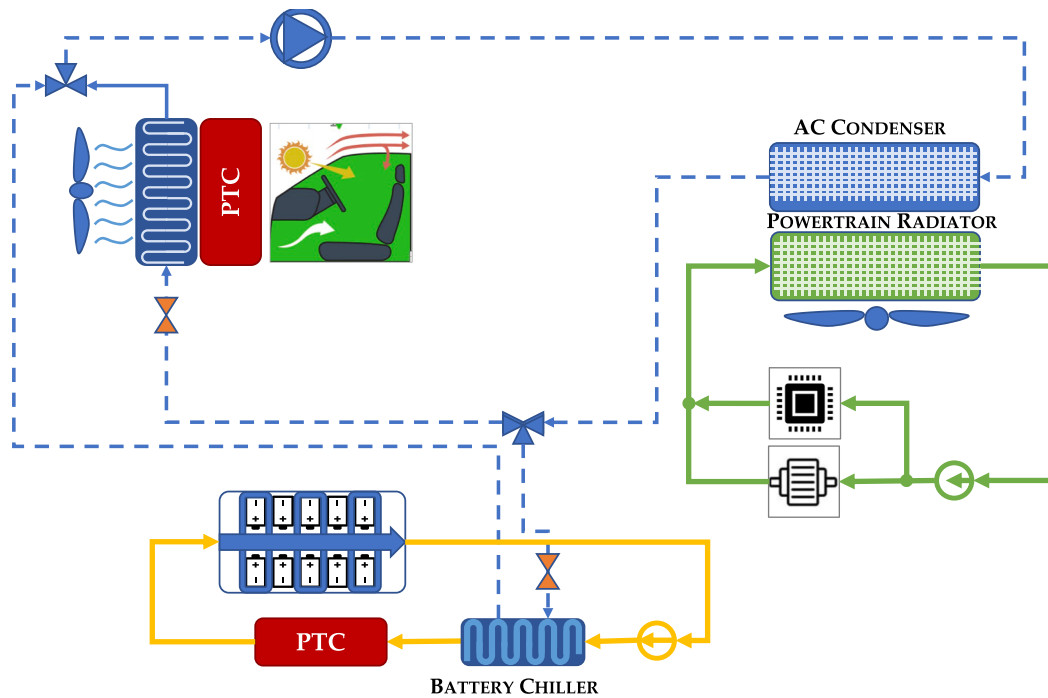 AC CONDENSER
PTC
POWERTRAIN RADIATOR
PTC
BATTERY CHILLER